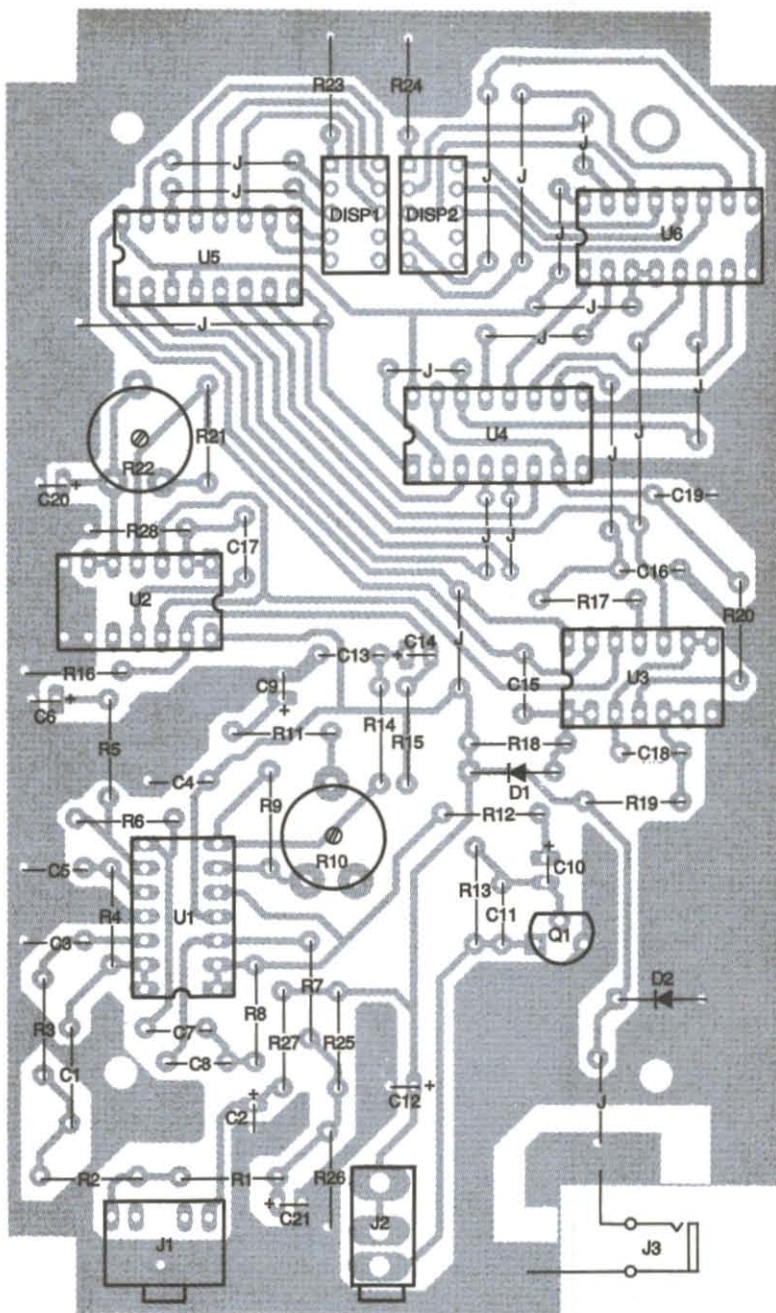 R23
R24
J
J
J
J
J
DISP1
DISP2
J
U5
U6
J
J
J
J
J
J
U4
R21
R22
J
J
C20
C19
R28
J
J
C17
C16
R17
R20
U2
J
C14
C13
R16
U3
C9
C15
C6
R14
R15
R5
R11
R18
C18
C4
R9
D1
R19
R6
R12
R10
C5
R4
R13
C10
U1
C11
Q1
C3
R3
R8
R7
D2
C7
R27
R25
C1
C8
C12
J
C2
R2
R1
R26
C21
J1
J2
J3